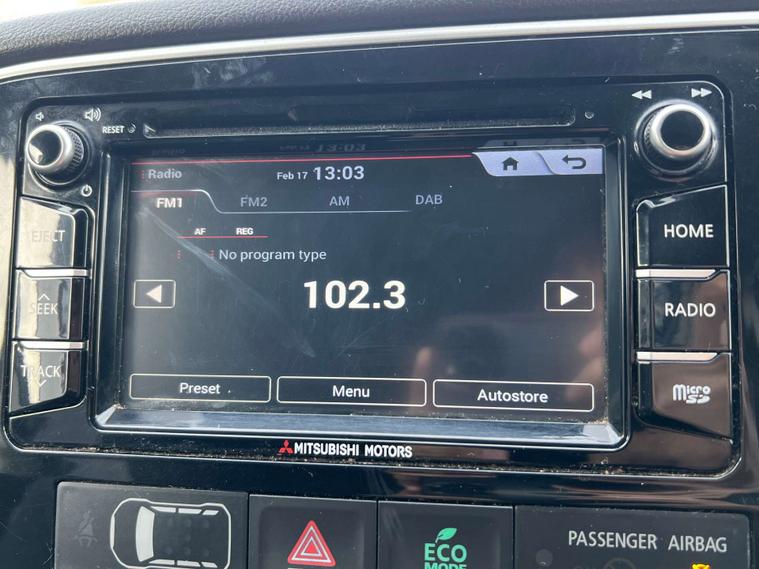 RESET
Radio
Feb 17 13:03
FM1 FM2 AM DAB
AF REG
No program type
102.3
Preset Menu Autostore
EJECT
SEEK
TRACK
HOME
RADIO
micro SD
MITSUBISHI MOTORS
ECO
MODE
PASSENGER AIRBAG